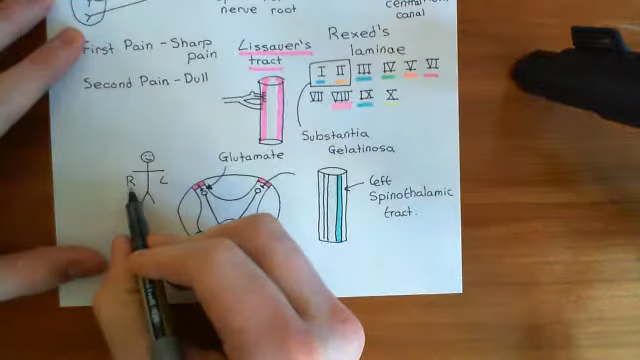 nerve root
central
canal
First Pain - Sharp
pain
Second Pain - Dull
Lissauer's
tract
Rexed's
laminae
I II III IV V VI
VII VIII IX X
Substantia
Gelatinosa
Glutamate
R L
left
Spinothalamic
tract.